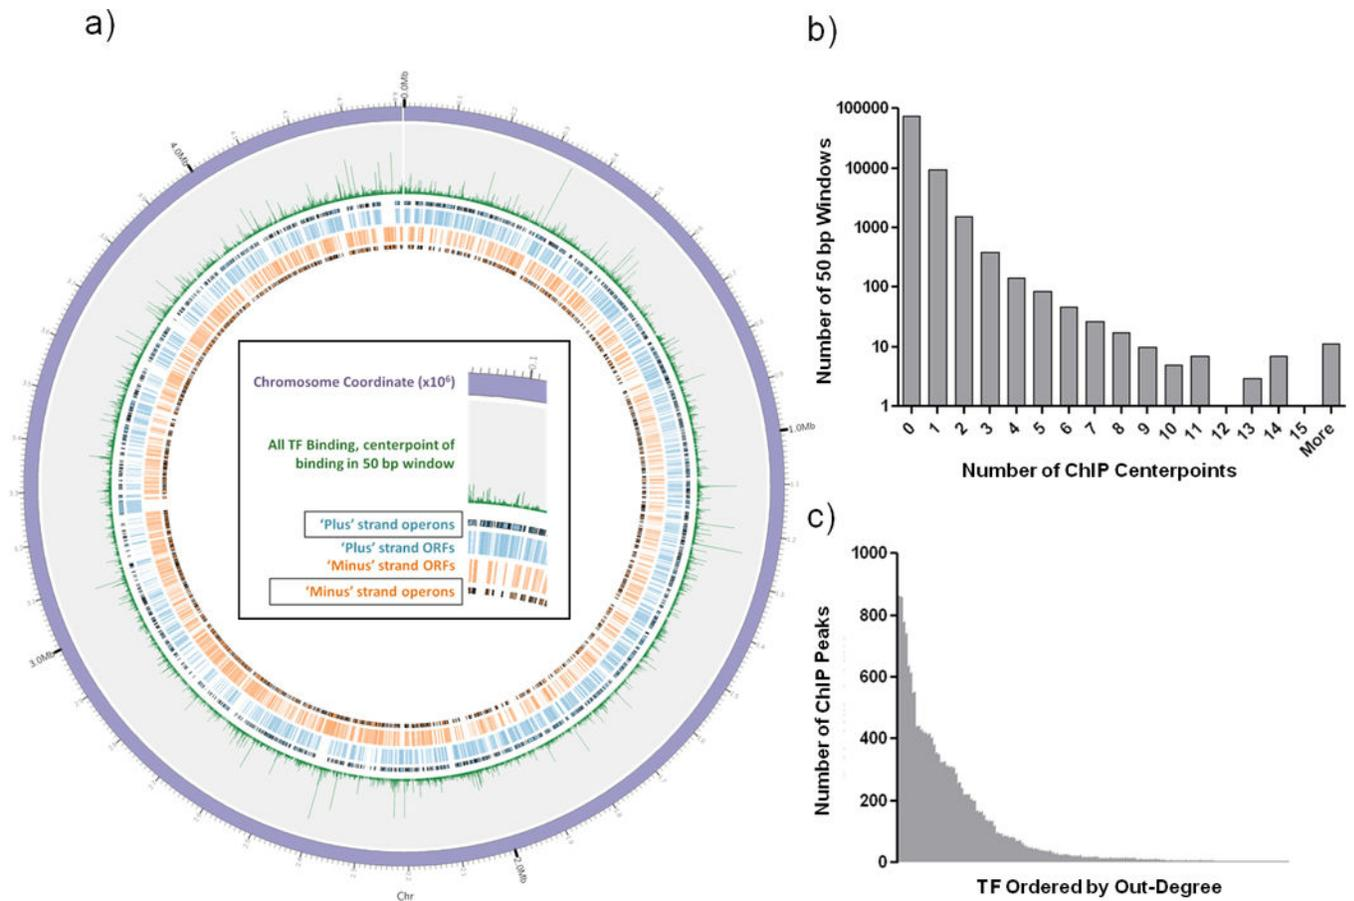 a)
0.0Mb
4.0Mb
1.0Mb
3.0Mb
2.0Mb
Chr
Chromosome Coordinate (x10⁶)
0.1
All TF Binding, centerpoint of
binding in 50 bp window
‘Plus’ strand operons
‘Plus’ strand ORFs
‘Minus’ strand ORFs
‘Minus’ strand operons
b)
Number of 50 bp Windows
100000
10000
1000
100
10
1
0 1 2 3 4 5 6 7 8 9 10 11 12 13 14 15 More
Number of ChIP Centerpoints
c)
Number of ChIP Peaks
1000
800
600
400
200
0
TF Ordered by Out-Degree